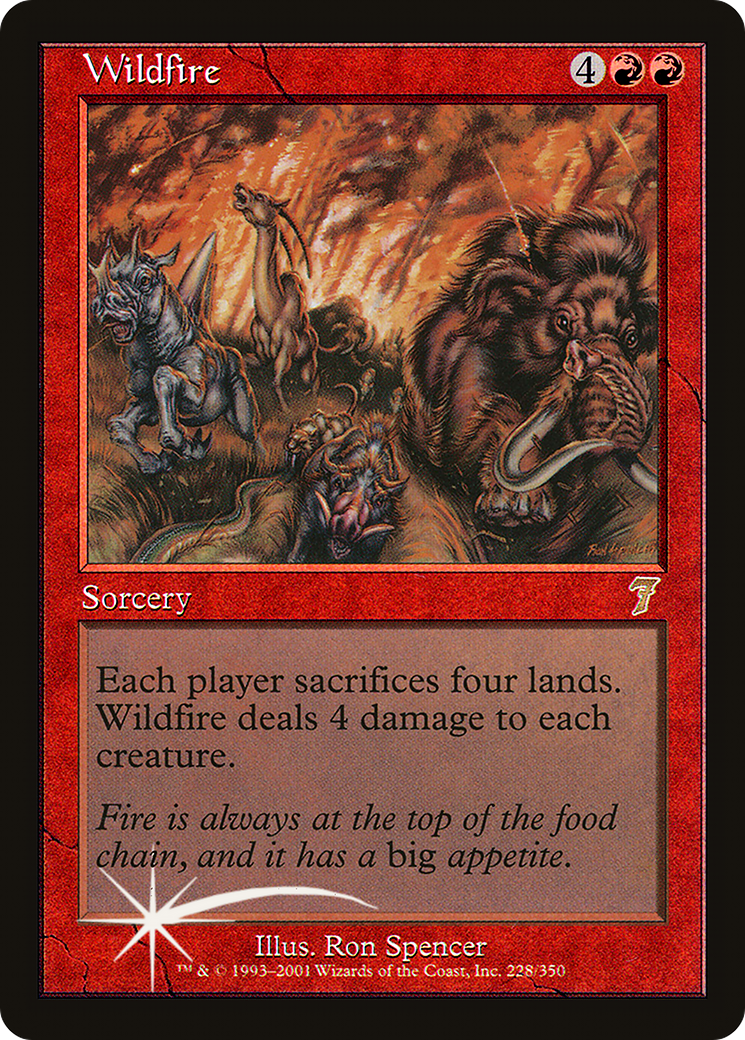 Wildfire 4
Sorcery 7
Each player sacrifices four lands.
Wildfire deals 4 damage to each
creature.
Fire is always at the top of the food
chain, and it has a big appetite.
Illus. Ron Spencer
™ & © 1993–2001 Wizards of the Coast, Inc. 228/350